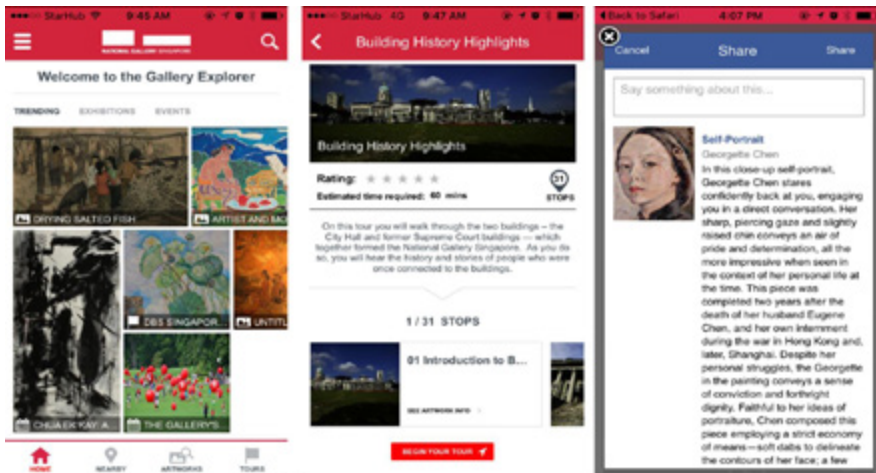 StarHub 9:45 AM
NATIONAL GALLERY SINGAPORE
Welcome to the Gallery Explorer
TRENDING EXHIBITIONS EVENTS
DRYING SALTED FISH
ARTIST AND MO
DBS SINGAPOR...
UNTITL
CHUA EK KAY: A...
THE GALLERY'S
HOME NEARBY ARTWORKS TOURS
StarHub 4G 9:47 AM
Building History Highlights
Building History Highlights
Rating:
31
Estimated time required: 60 mins
STOPS
On this tour you will walk through the two buildings – the
City Hall and former Supreme Court buildings — which
together formed the National Gallery Singapore. As you do
so, you will hear the history and stories of people who were
once connected to the buildings.
1 / 31 STOPS
01 Introduction to B...
SEE ARTWORK INFO
BEGIN YOUR TOUR
Back to Safari 4:07 PM
Cancel Share Share
Say something about this...
Self-Portrait
Georgette Chen
In this close-up self-portrait,
Georgette Chen stares
confidently back at you, engaging
you in a direct conversation. Her
sharp, piercing gaze and slightly
raised chin conveys an air of
pride and determination, all the
more impressive when seen in
the context of her personal life at
the time. This piece was
completed two years after the
death of her husband Eugene
Chen, and her own internment
during the war in Hong Kong and,
later, Shanghai. Despite her
personal struggles, the Georgette
in the painting conveys a sense
of conviction and forthright
dignity. Faithful to her ideas of
portraiture, Chen composed this
piece employing a strict economy
of means—soft dabs to delineate
the contours of her face; a few